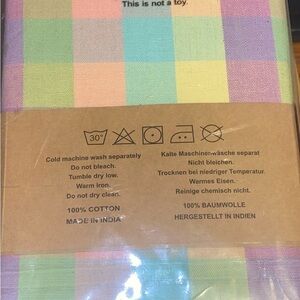 This is not a toy.
30°
Cold machine wash separately
Do not bleach.
Tumble dry low.
Warm iron.
Do not dry clean.
100% COTTON
MADE IN INDIA
Kalte Maschinenwäsche separat
Nicht bleichen.
Trocknen bei niedriger Temperatur.
Warmes Eisen.
Reinige chemisch nicht.
100% BAUMWOLLE
HERGESTELLT IN INDIEN